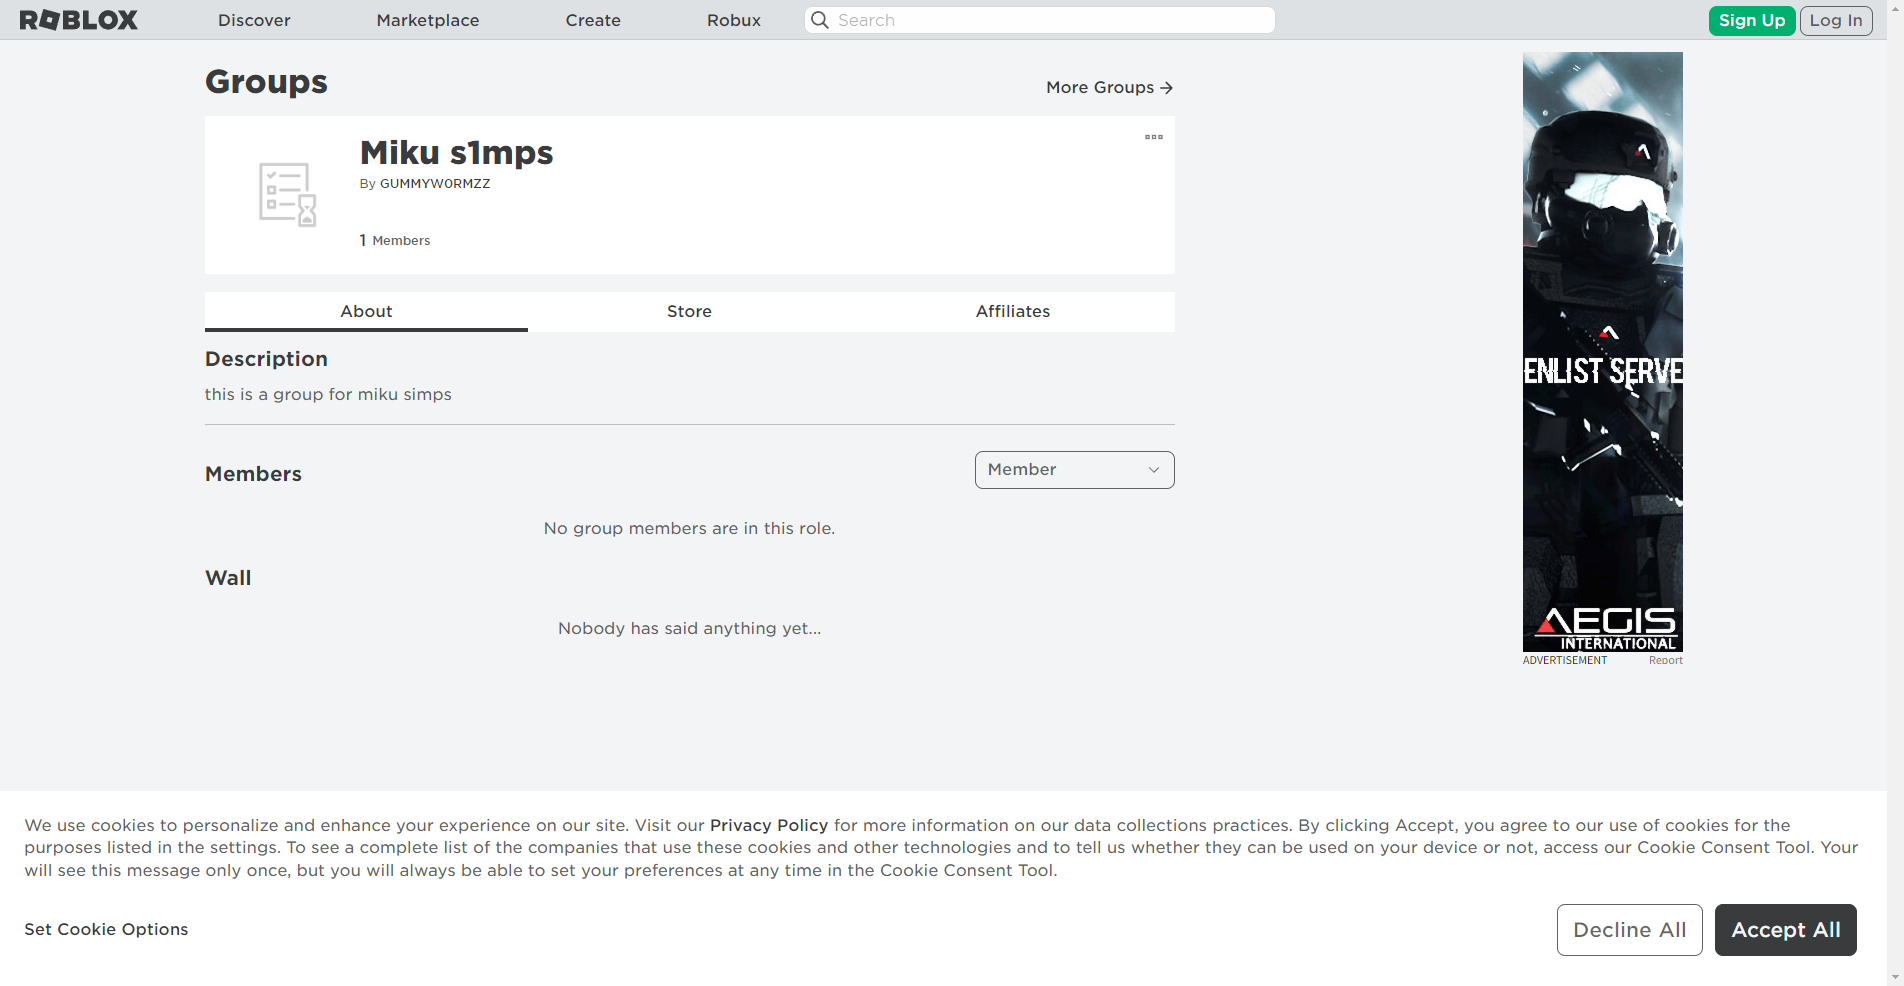 ROBLOX
Discover
Marketplace
Create
Robux
Search
Sign Up
Log In
Groups
More Groups →
Miku s1mps
By GUMMYW0RMZZ
1 Members
About
Store
Affiliates
Description
this is a group for miku simps
Members
Member
No group members are in this role.
Wall
Nobody has said anything yet...
ENLIST SERVE
AEGIS
INTERNATIONAL
ADVERTISEMENT
Report
We use cookies to personalize and enhance your experience on our site. Visit our Privacy Policy for more information on our data collections practices. By clicking Accept, you agree to our use of cookies for the
purposes listed in the settings. To see a complete list of the companies that use these cookies and other technologies and to tell us whether they can be used on your device or not, access our Cookie Consent Tool. Your
will see this message only once, but you will always be able to set your preferences at any time in the Cookie Consent Tool.
Set Cookie Options
Decline All
Accept All